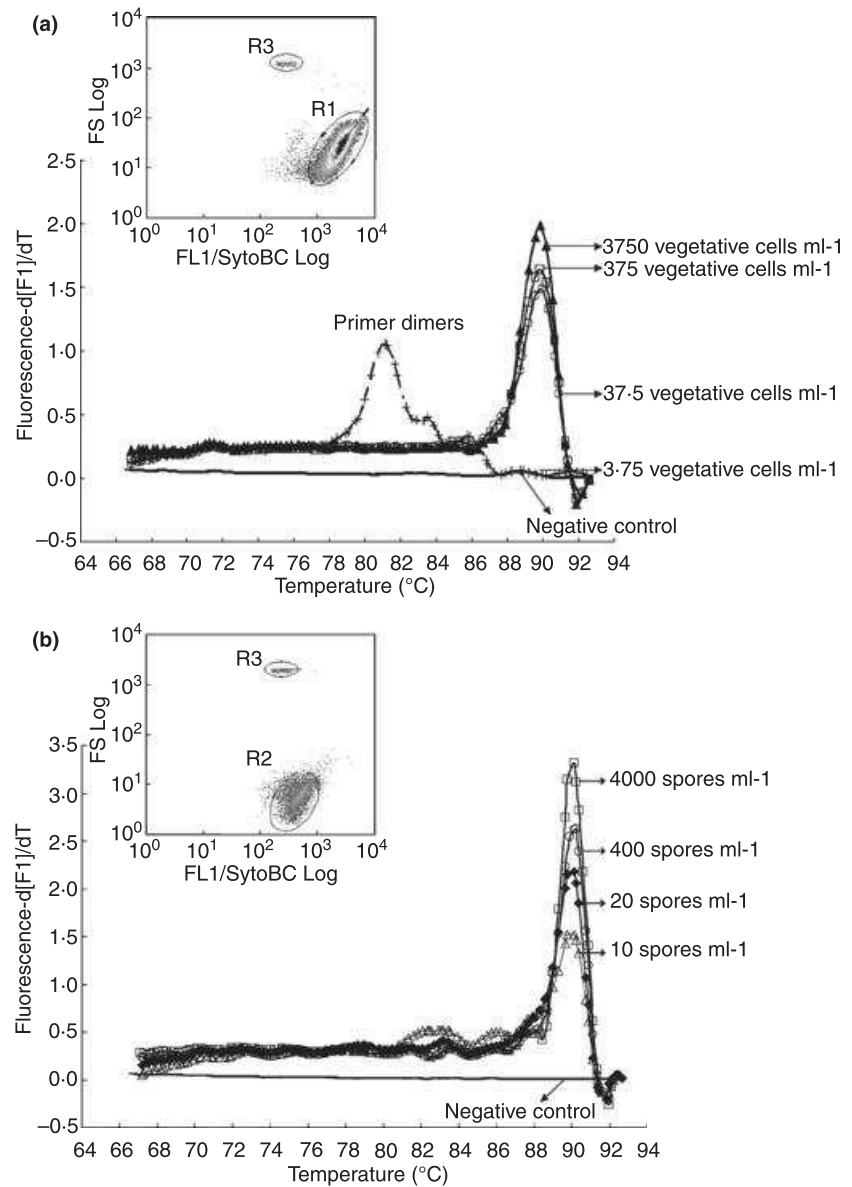 (a)
10⁴
10³
10²
10¹
10⁰
FS Log
R3
R1
10⁰ 10¹ 10² 10³ 10⁴
FL1/SytoBC Log
2·5
2·0
1·5
1·0
0·5
0·0
–0·5
Fluorescence-d[F1]/dT
Primer dimers
3750 vegetative cells ml-1
375 vegetative cells ml-1
37·5 vegetative cells ml-1
3·75 vegetative cells ml-1
Negative control
64 66 68 70 72 74 76 78 80 82 84 86 88 90 92 94
Temperature (°C)
(b)
10⁴
10³
10²
10¹
10⁰
FS Log
R3
R2
10⁰ 10¹ 10² 10³ 10⁴
FL1/SytoBC Log
3·5
3·0
2·5
2·0
1·5
1·0
0·5
0·0
–0·5
Fluorescence-d[F1]/dT
4000 spores ml-1
400 spores ml-1
20 spores ml-1
10 spores ml-1
Negative control
64 66 68 70 72 74 76 78 80 82 84 86 88 90 92 94
Temperature (°C)